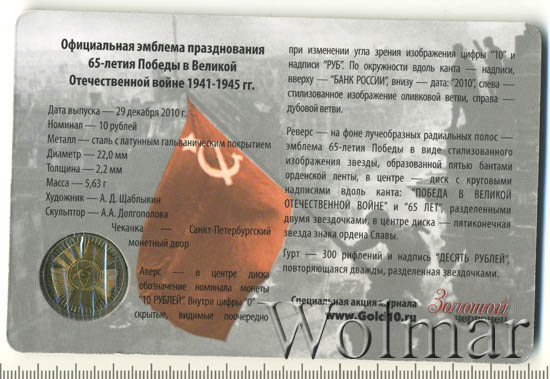 Официальная эмблема празднования
65-летия Победы в Великой
Отечественной войне 1941-1945 гг.
Дата выпуска — 29 декабря 2010 г.
Номинал — 10 рублей
Металл — сталь с латунным гальваническим покрытием
Диаметр — 22,0 мм
Толщина — 2,2 мм
Масса — 5,63 г
Художник — А. Д. Щаблыкин
Скульптор — А.А. Долгополова
Чеканка — Санкт-Петербургский
монетный двор
Аверс — в центре диска
обозначение номинала монеты
"10 РУБЛЕЙ". Внутри цифры "0" —
скрытые, видимые поочередно
при изменении угла зрения изображения цифры "10" и
надписи "РУБ". По окружности вдоль канта — надписи,
вверху — "БАНК РОССИИ", внизу — дата: "2010", слева —
стилизованное изображение оливковой ветви, справа —
дубовой ветви.
Реверс — на фоне лучеобразных радиальных полос —
эмблема 65-летия Победы в виде стилизованного
изображения звезды, образованной пятью бантами
орденской ленты, в центре — диск с круговыми
надписями вдоль канта: "ПОБЕДА В ВЕЛИКОЙ
ОТЕЧЕСТВЕННОЙ ВОЙНЕ" и "65 ЛЕТ", разделенными
двумя звездочками, в центре диска — пятиконечная
звезда знака ордена Славы.
Гурт — 300 рифлений и надпись "ДЕСЯТЬ РУБЛЕЙ",
повторяющаяся дважды, разделенная звездочками.
Специальная акция журнала
www.Gold10.ru
Золотой
червонец
Wolmar